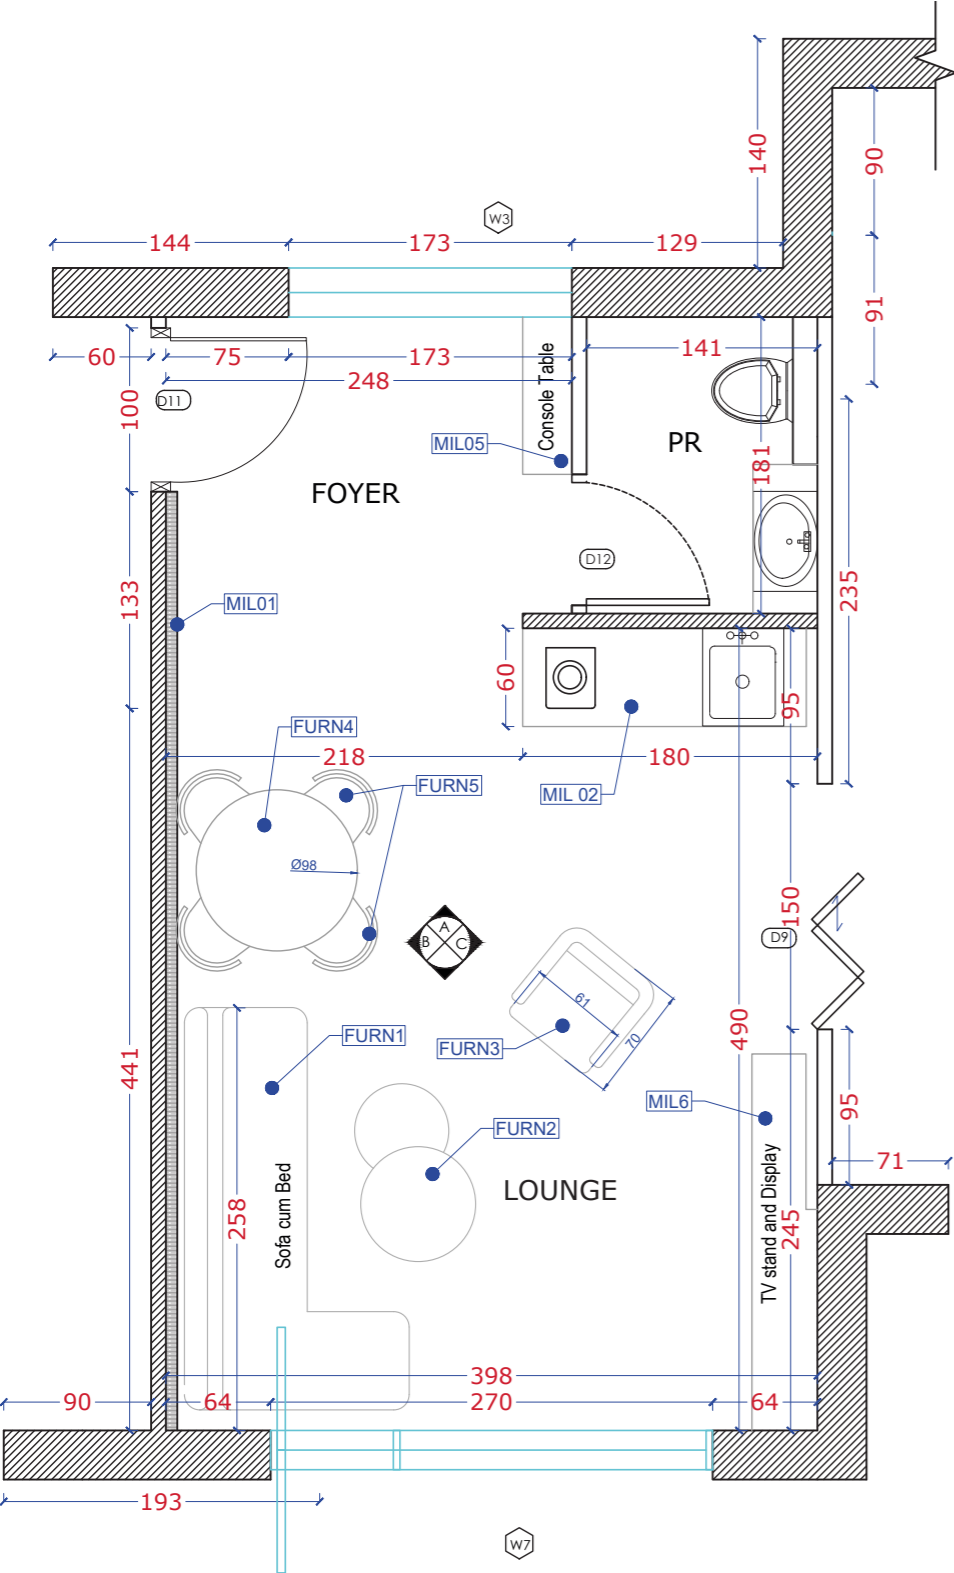 140
90
W3
144
173
129
91
60
75
173
141
248
D11
100
Console Table
MIL05
PR
181
FOYER
D12
235
133
MIL01
60
95
FURN4
218
180
FURN5
MIL 02
Ø98
150
A
B
C
D9
61
490
70
FURN1
FURN3
441
95
MIL6
FURN2
71
LOUNGE
258
Sofa cum Bed
TV stand and Display
245
398
90
64
270
64
193
W7